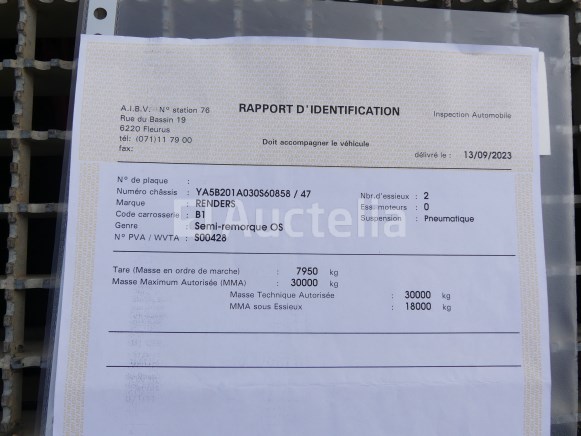 A.I.B.V. N° station 76
Rue du Bassin 19
6220 Fleurus
tél: (071)11 79 00
fax:
RAPPORT D'IDENTIFICATION
Inspection Automobile
Doit accompagner le véhicule
délivré le : 13/09/2023
N° de plaque :
Numéro châssis : YA5B201A030S60858 / 47
Marque : RENDERS
Code carrosserie : B1
Genre : Semi-remorque OS
N° PVA / WVTA : S00428
Nbr.d'essieux : 2
Ess. moteurs : 0
Suspension : Pneumatique
Auctelia
Tare (Masse en ordre de marche) : 7950 kg
Masse Maximum Autorisée (MMA) : 30000 kg
Masse Technique Autorisée : 30000 kg
MMA sous Essieux : 18000 kg